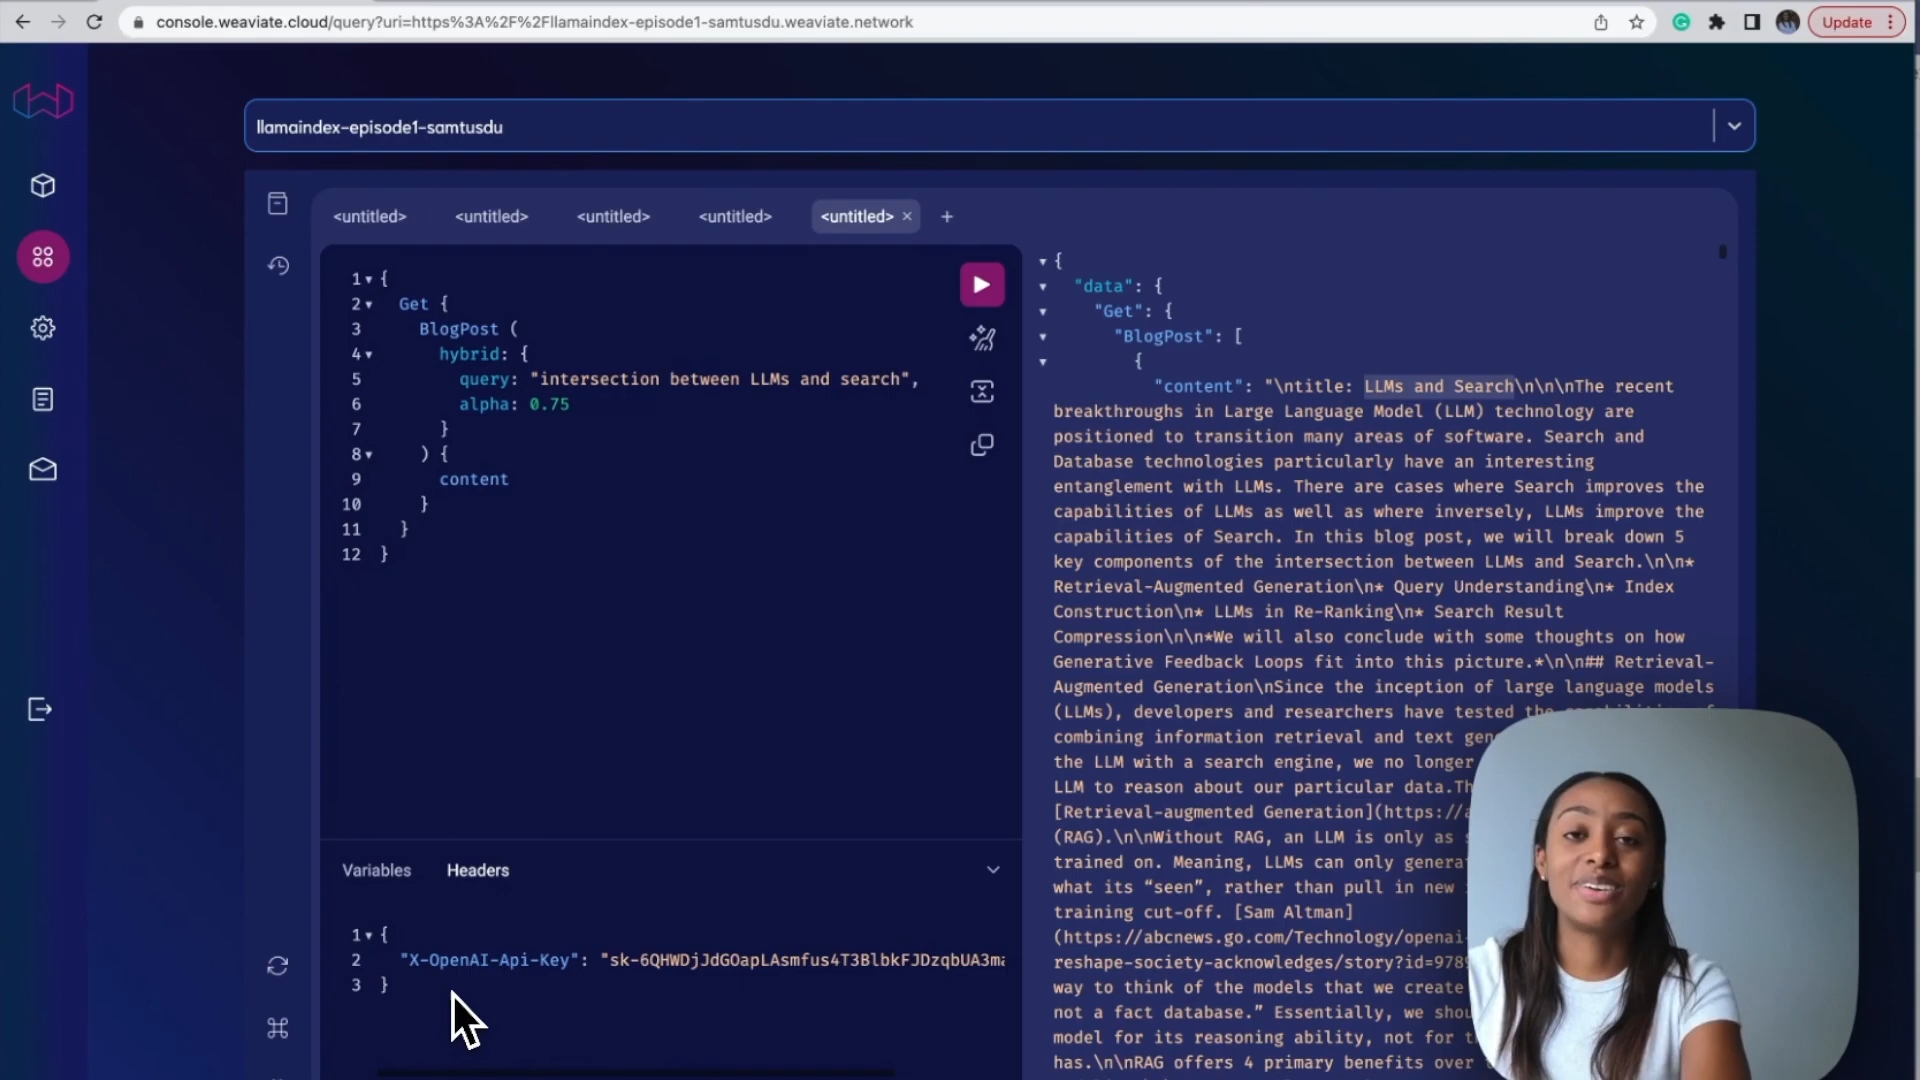 console.weaviate.cloud/query?uri=https%3A%2F%2Fllamaindex-episode1-samtusdu.weaviate.network
Update
llamaindex-episode1-samtusdu
<untitled> <untitled> <untitled> <untitled> <untitled> × +
1 {
2 Get {
3 BlogPost (
4 hybrid: {
5 query: "intersection between LLMs and search",
6 alpha: 0.75
7 }
8 ) {
9 content
10 }
11 }
12 }
Variables Headers
1 {
2 "X-OpenAI-Api-Key": "sk-6QHWDjJdGOapLAsmfus4T3BlbkFJDzqbUA3ma
3 }
{
"data": {
"Get": {
"BlogPost": [
{
"content": "\ntitle: LLMs and Search\n\n\nThe recent
breakthroughs in Large Language Model (LLM) technology are
positioned to transition many areas of software. Search and
Database technologies particularly have an interesting
entanglement with LLMs. There are cases where Search improves the
capabilities of LLMs as well as where inversely, LLMs improve the
capabilities of Search. In this blog post, we will break down 5
key components of the intersection between LLMs and Search.\n\n*
Retrieval-Augmented Generation\n* Query Understanding\n* Index
Construction\n* LLMs in Re-Ranking\n* Search Result
Compression\n\n*We will also conclude with some thoughts on how
Generative Feedback Loops fit into this picture.*\n\n## Retrieval-
Augmented Generation\nSince the inception of large language models
(LLMs), developers and researchers have tested the
combining information retrieval and text
the LLM with a search engine, we no longer
LLM to reason about our particular data.
[Retrieval-augmented Generation](https://
(RAG).\n\nWithout RAG, an LLM is only as
trained on. Meaning, LLMs can only
what its “seen”, rather than pull in new
training cut-off. [Sam Altman]
(https://abcnews.go.com/Technology/openai-
reshape-society-acknowledges/story?id=978
way to think of the models that we create
not a fact database.” Essentially, we
model for its reasoning ability, not for
has.\n\nRAG offers 4 primary benefits over